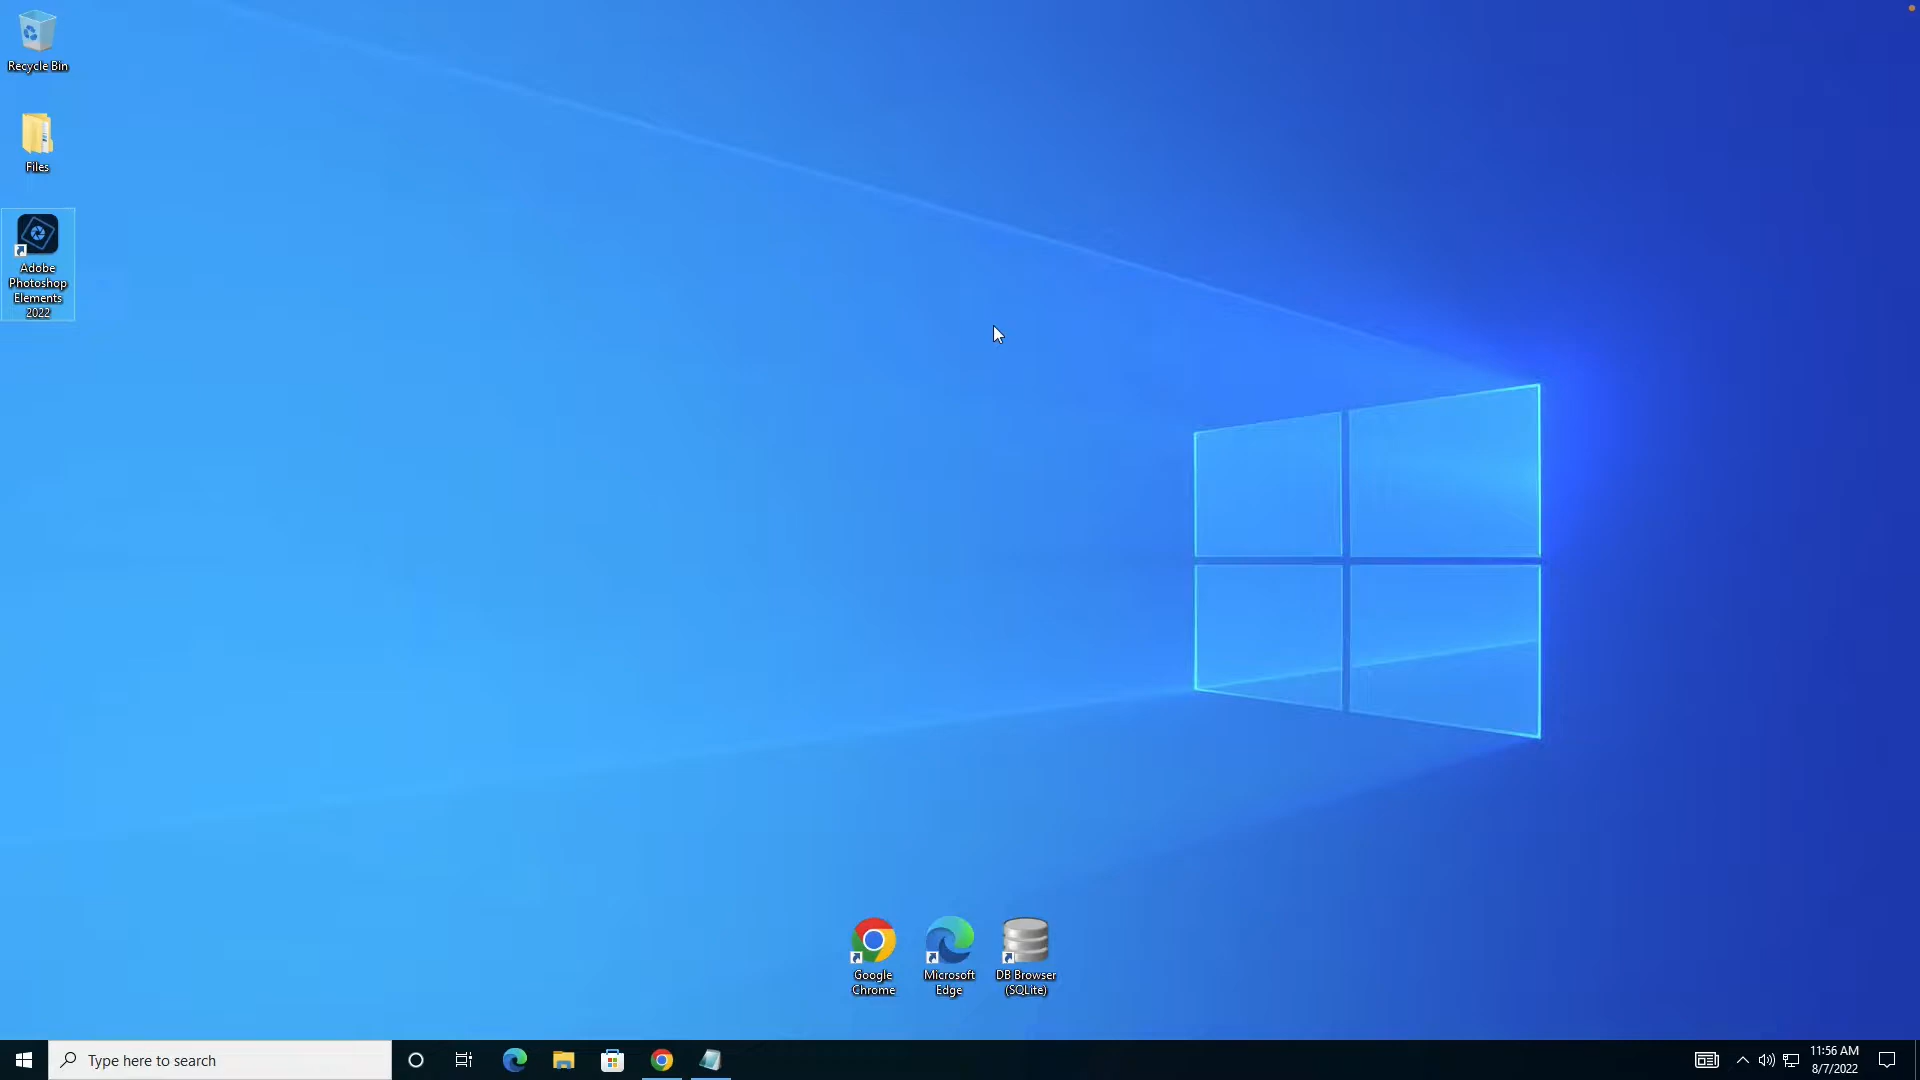 Recycle Bin
Files
Adobe
Photoshop
Elements
2022
Google
Chrome
Microsoft
Edge
DB Browser
(SQLite)
Type here to search
11:56 AM
8/7/2022